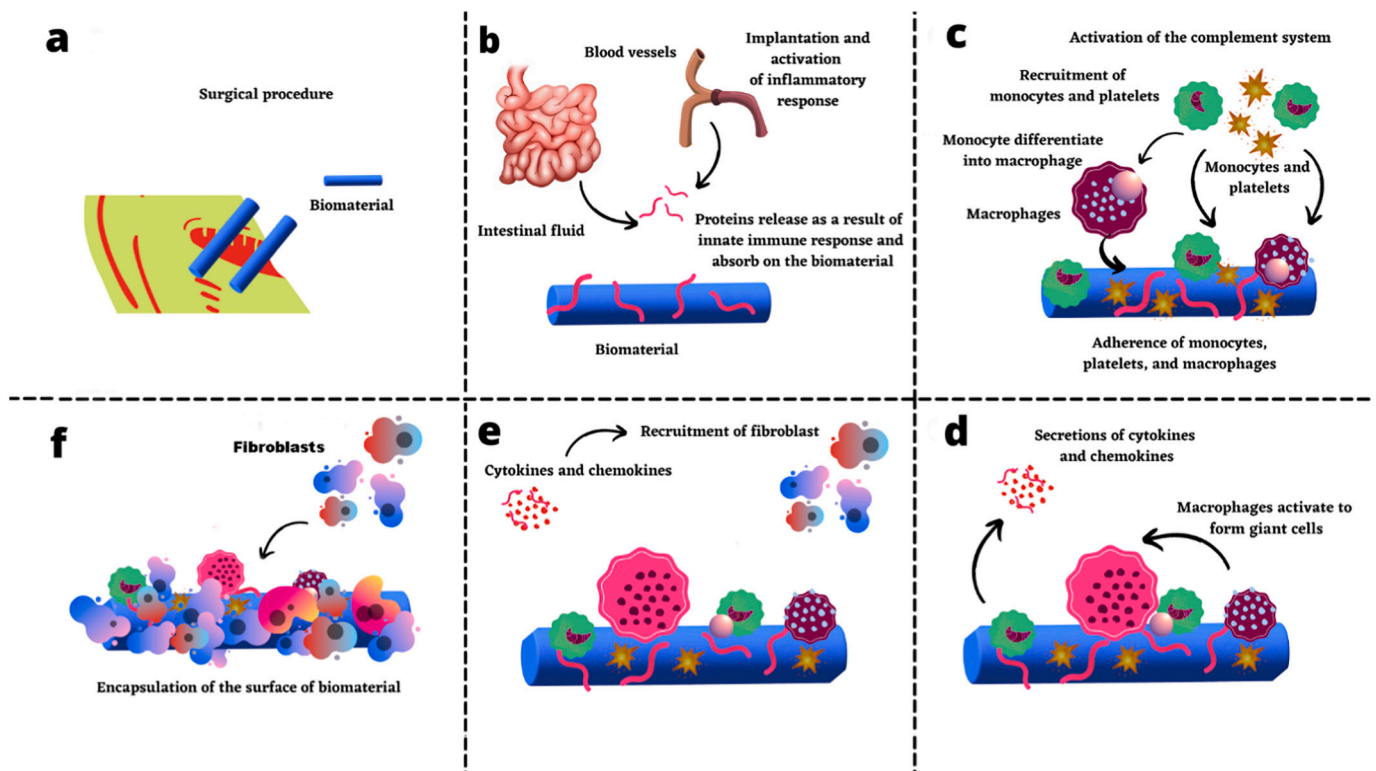 a
Surgical procedure
Biomaterial
b
Blood vessels
Implantation and
activation
of inflammatory
response
Intestinal fluid
Proteins release as a result of
innate immune response and
absorb on the biomaterial
Biomaterial
c
Activation of the complement system
Recruitment of
monocytes and platelets
Monocyte differentiate
into macrophage
Monocytes and
platelets
Macrophages
Adherence of monocytes,
platelets, and macrophages
f
Fibroblasts
Encapsulation of the surface of biomaterial
e
Recruitment of fibroblast
Cytokines and chemokines
d
Secretions of cytokines
and chemokines
Macrophages activate to
form giant cells